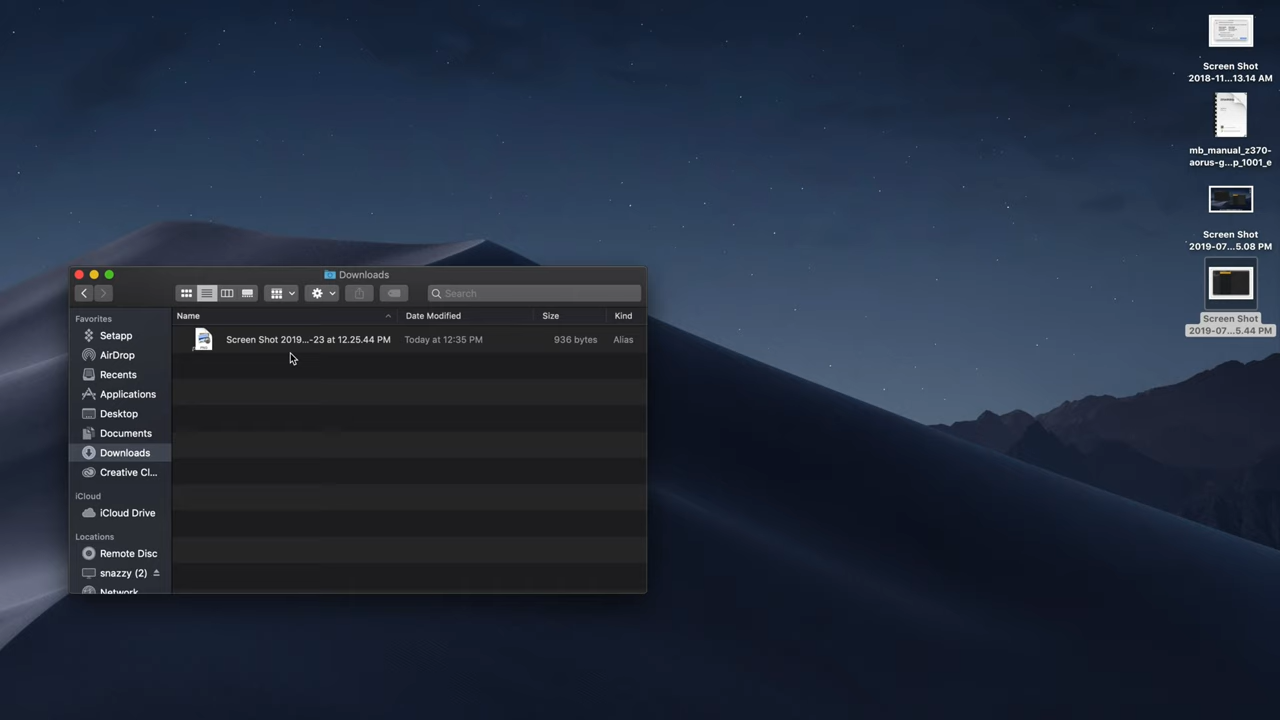 Screen Shot
2018-11...13.14 AM
mb_manual_z370-
aorus-g...p_1001_e
Screen Shot
2019-07...5.08 PM
Screen Shot
2019-07...5.44 PM
Downloads
Search
Favorites
Setapp
AirDrop
Recents
Applications
Desktop
Documents
Downloads
Creative Cl...
iCloud
iCloud Drive
Locations
Remote Disc
snazzy (2)
Network
Name Date Modified Size Kind
Screen Shot 2019...-23 at 12.25.44 PM Today at 12:35 PM 936 bytes Alias